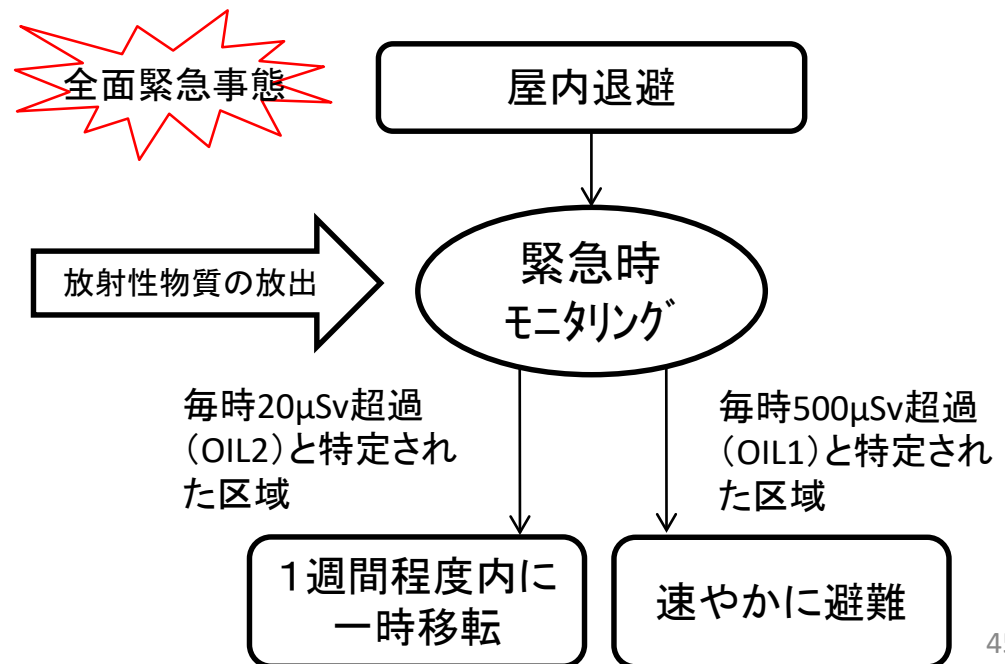 全面緊急事態
屋内退避
放射性物質の放出
緊急時
ﾓﾆﾀﾘﾝｸﾞ
毎時20μSv超過
（OIL2）と特定され
た区域
毎時500μSv超過
（OIL1）と特定され
た区域
１週間程度内に
一時移転
速やかに避難